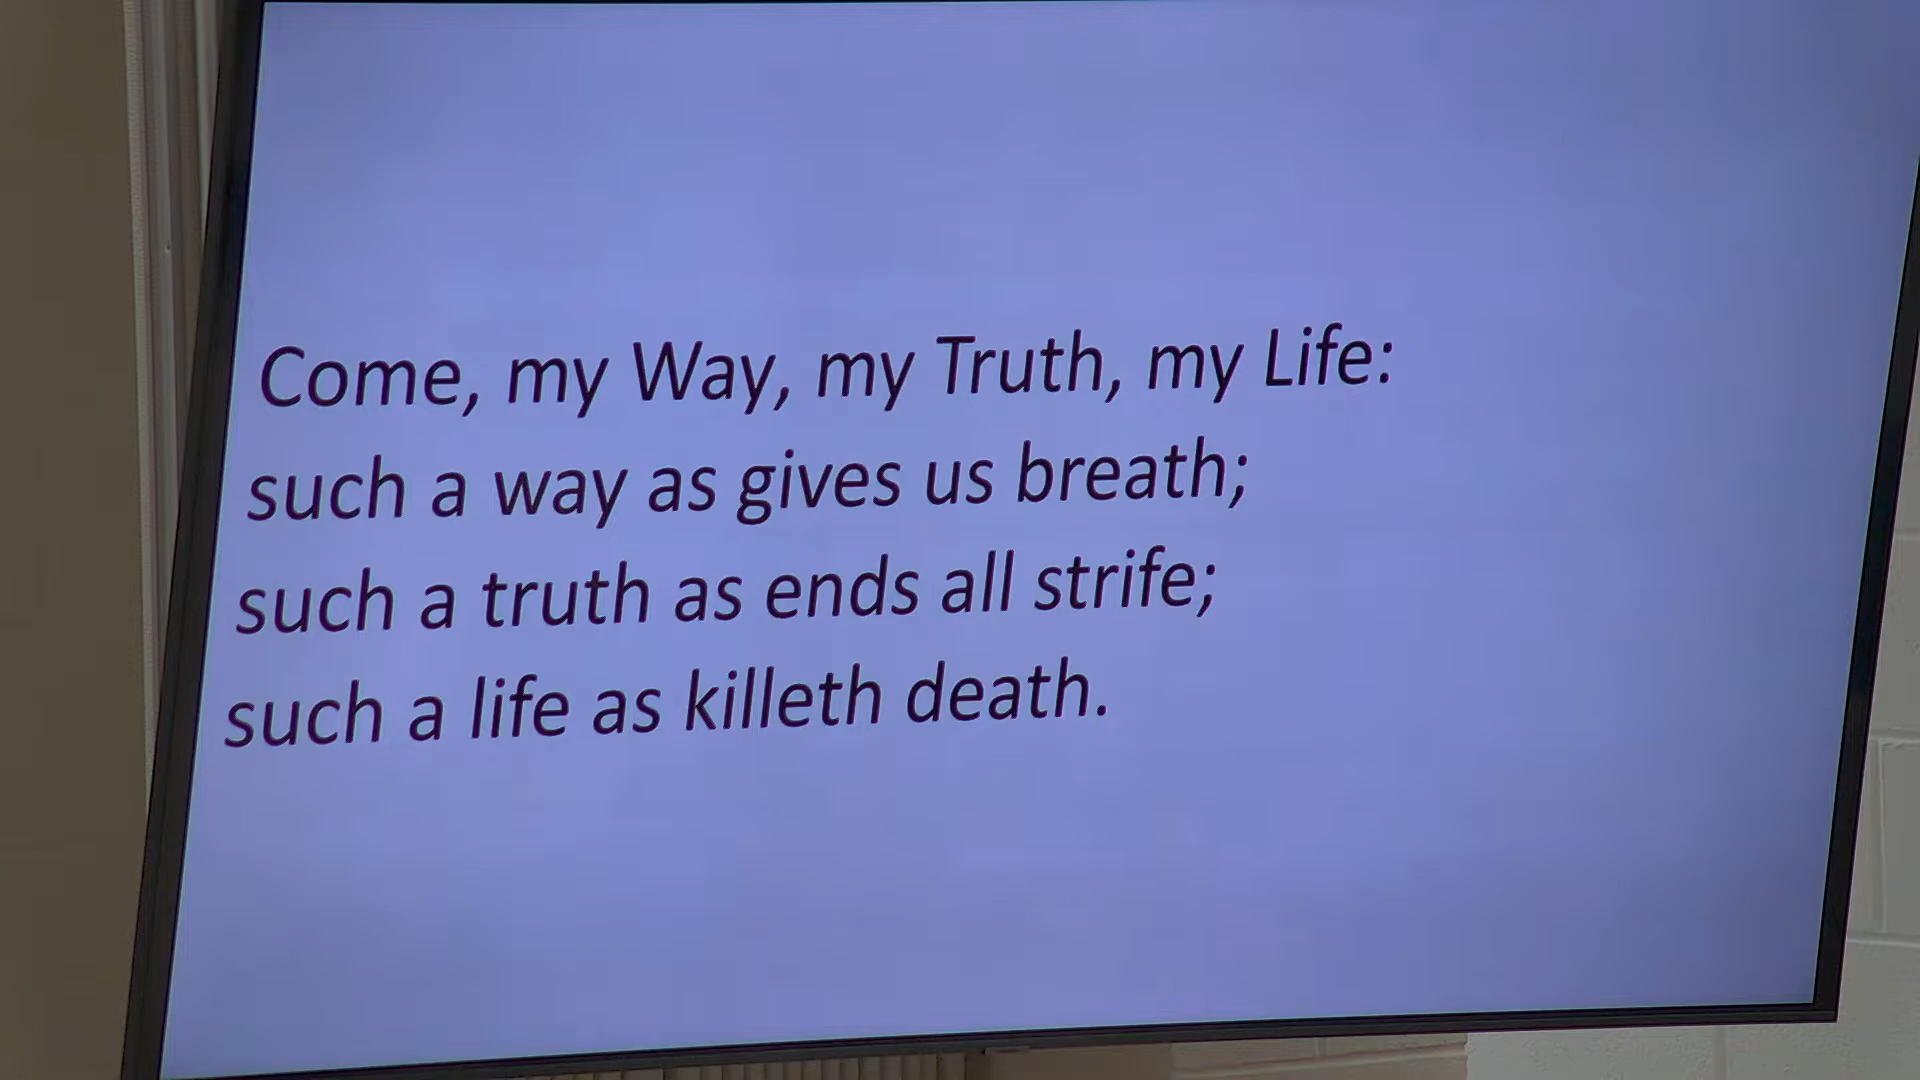 Come, my Way, my Truth, my Life:
such a way as gives us breath;
such a truth as ends all strife;
such a life as killeth death.